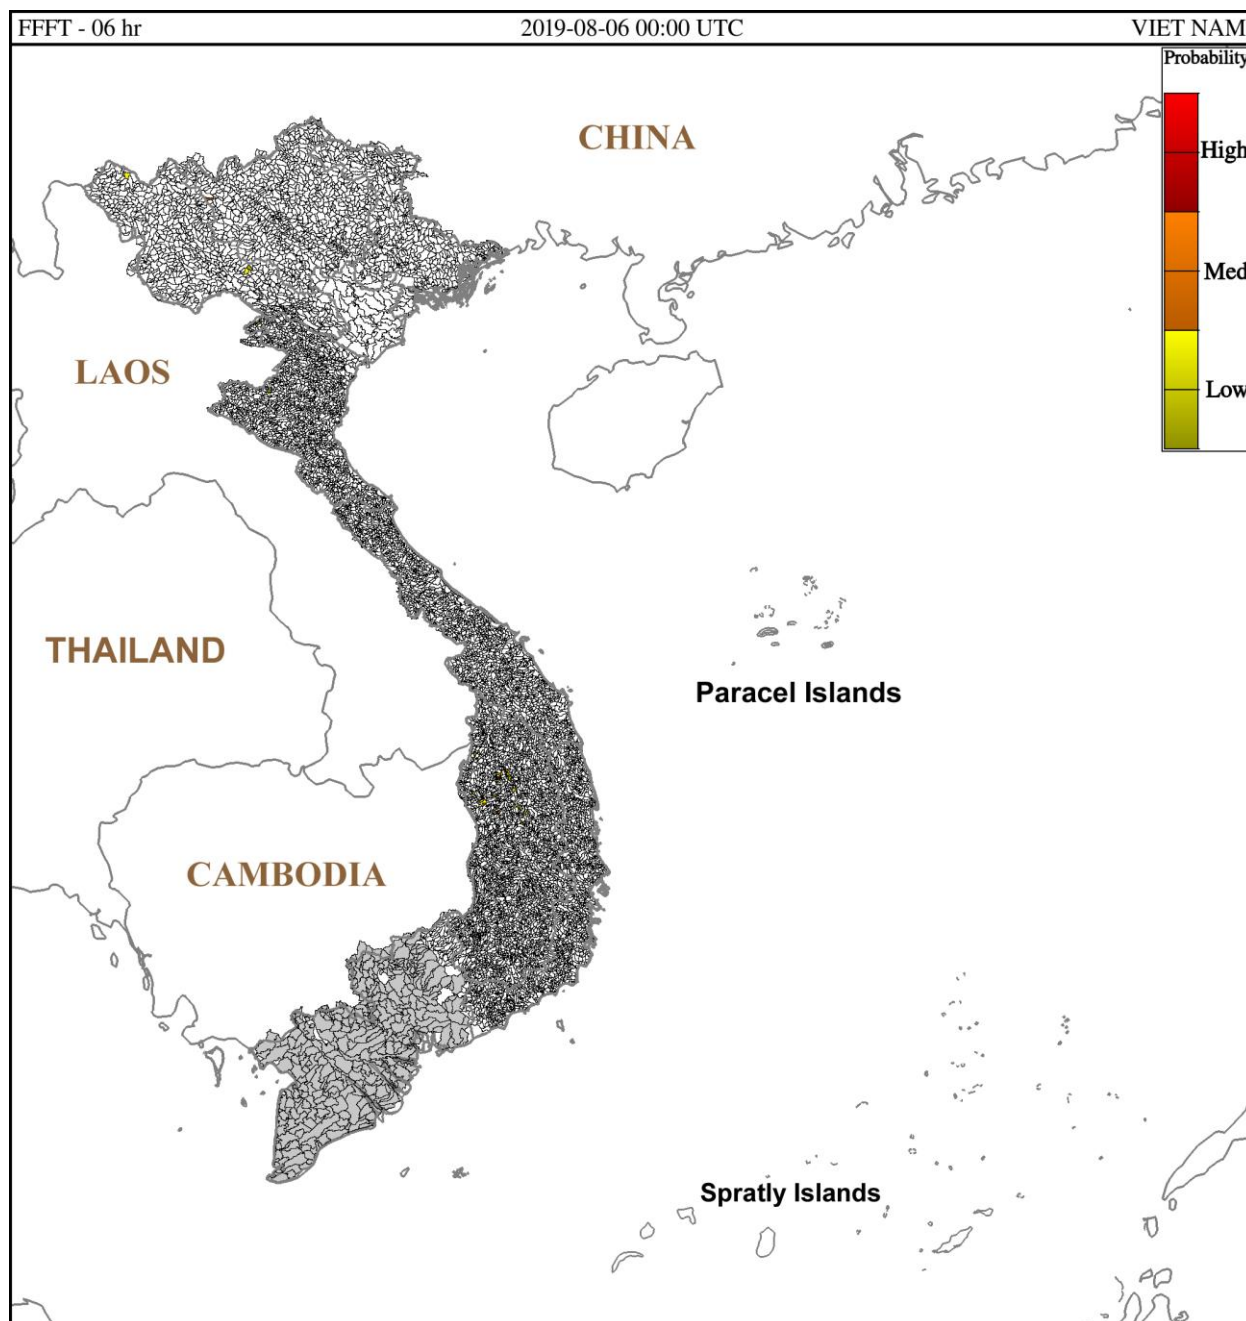 FFFT - 06 hr
2019-08-06 00:00 UTC
VIET NAM
Probability
CHINA
High
Med
LAOS
Low
THAILAND
Paracel Islands
CAMBODIA
Spratly Islands